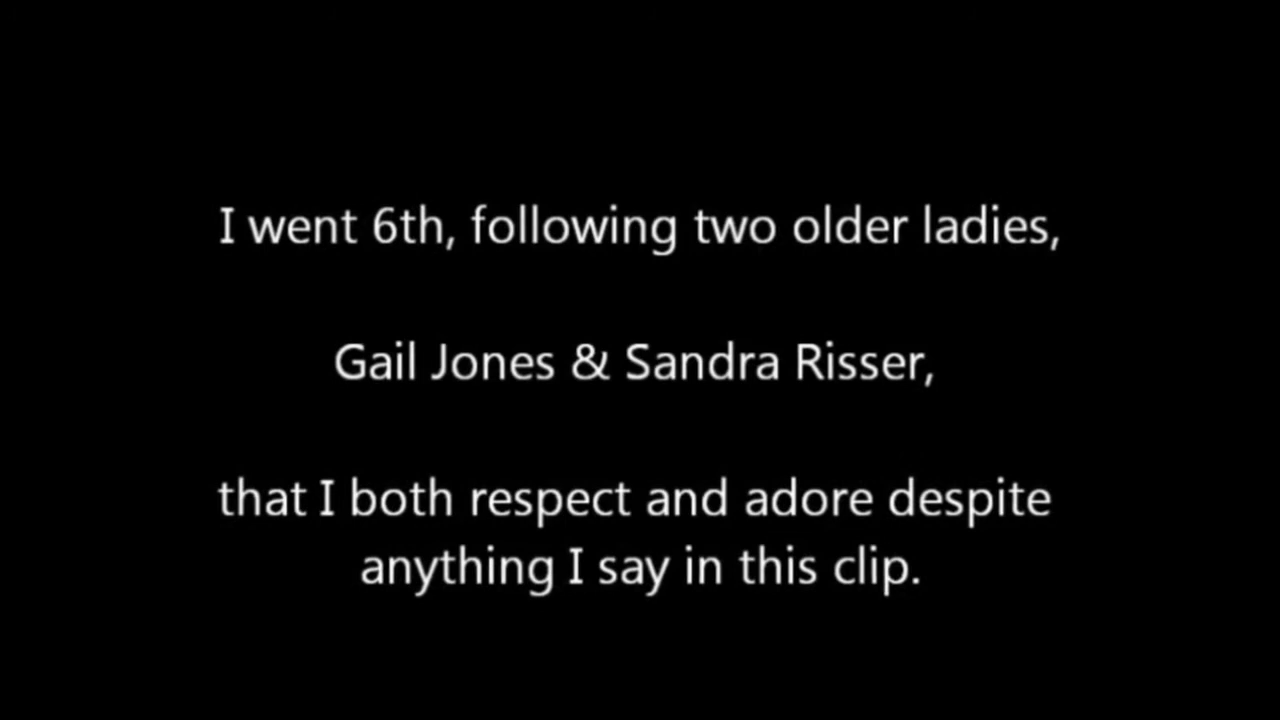 I went 6th, following two older ladies,
Gail Jones & Sandra Risser,
that I both respect and adore despite
anything I say in this clip.